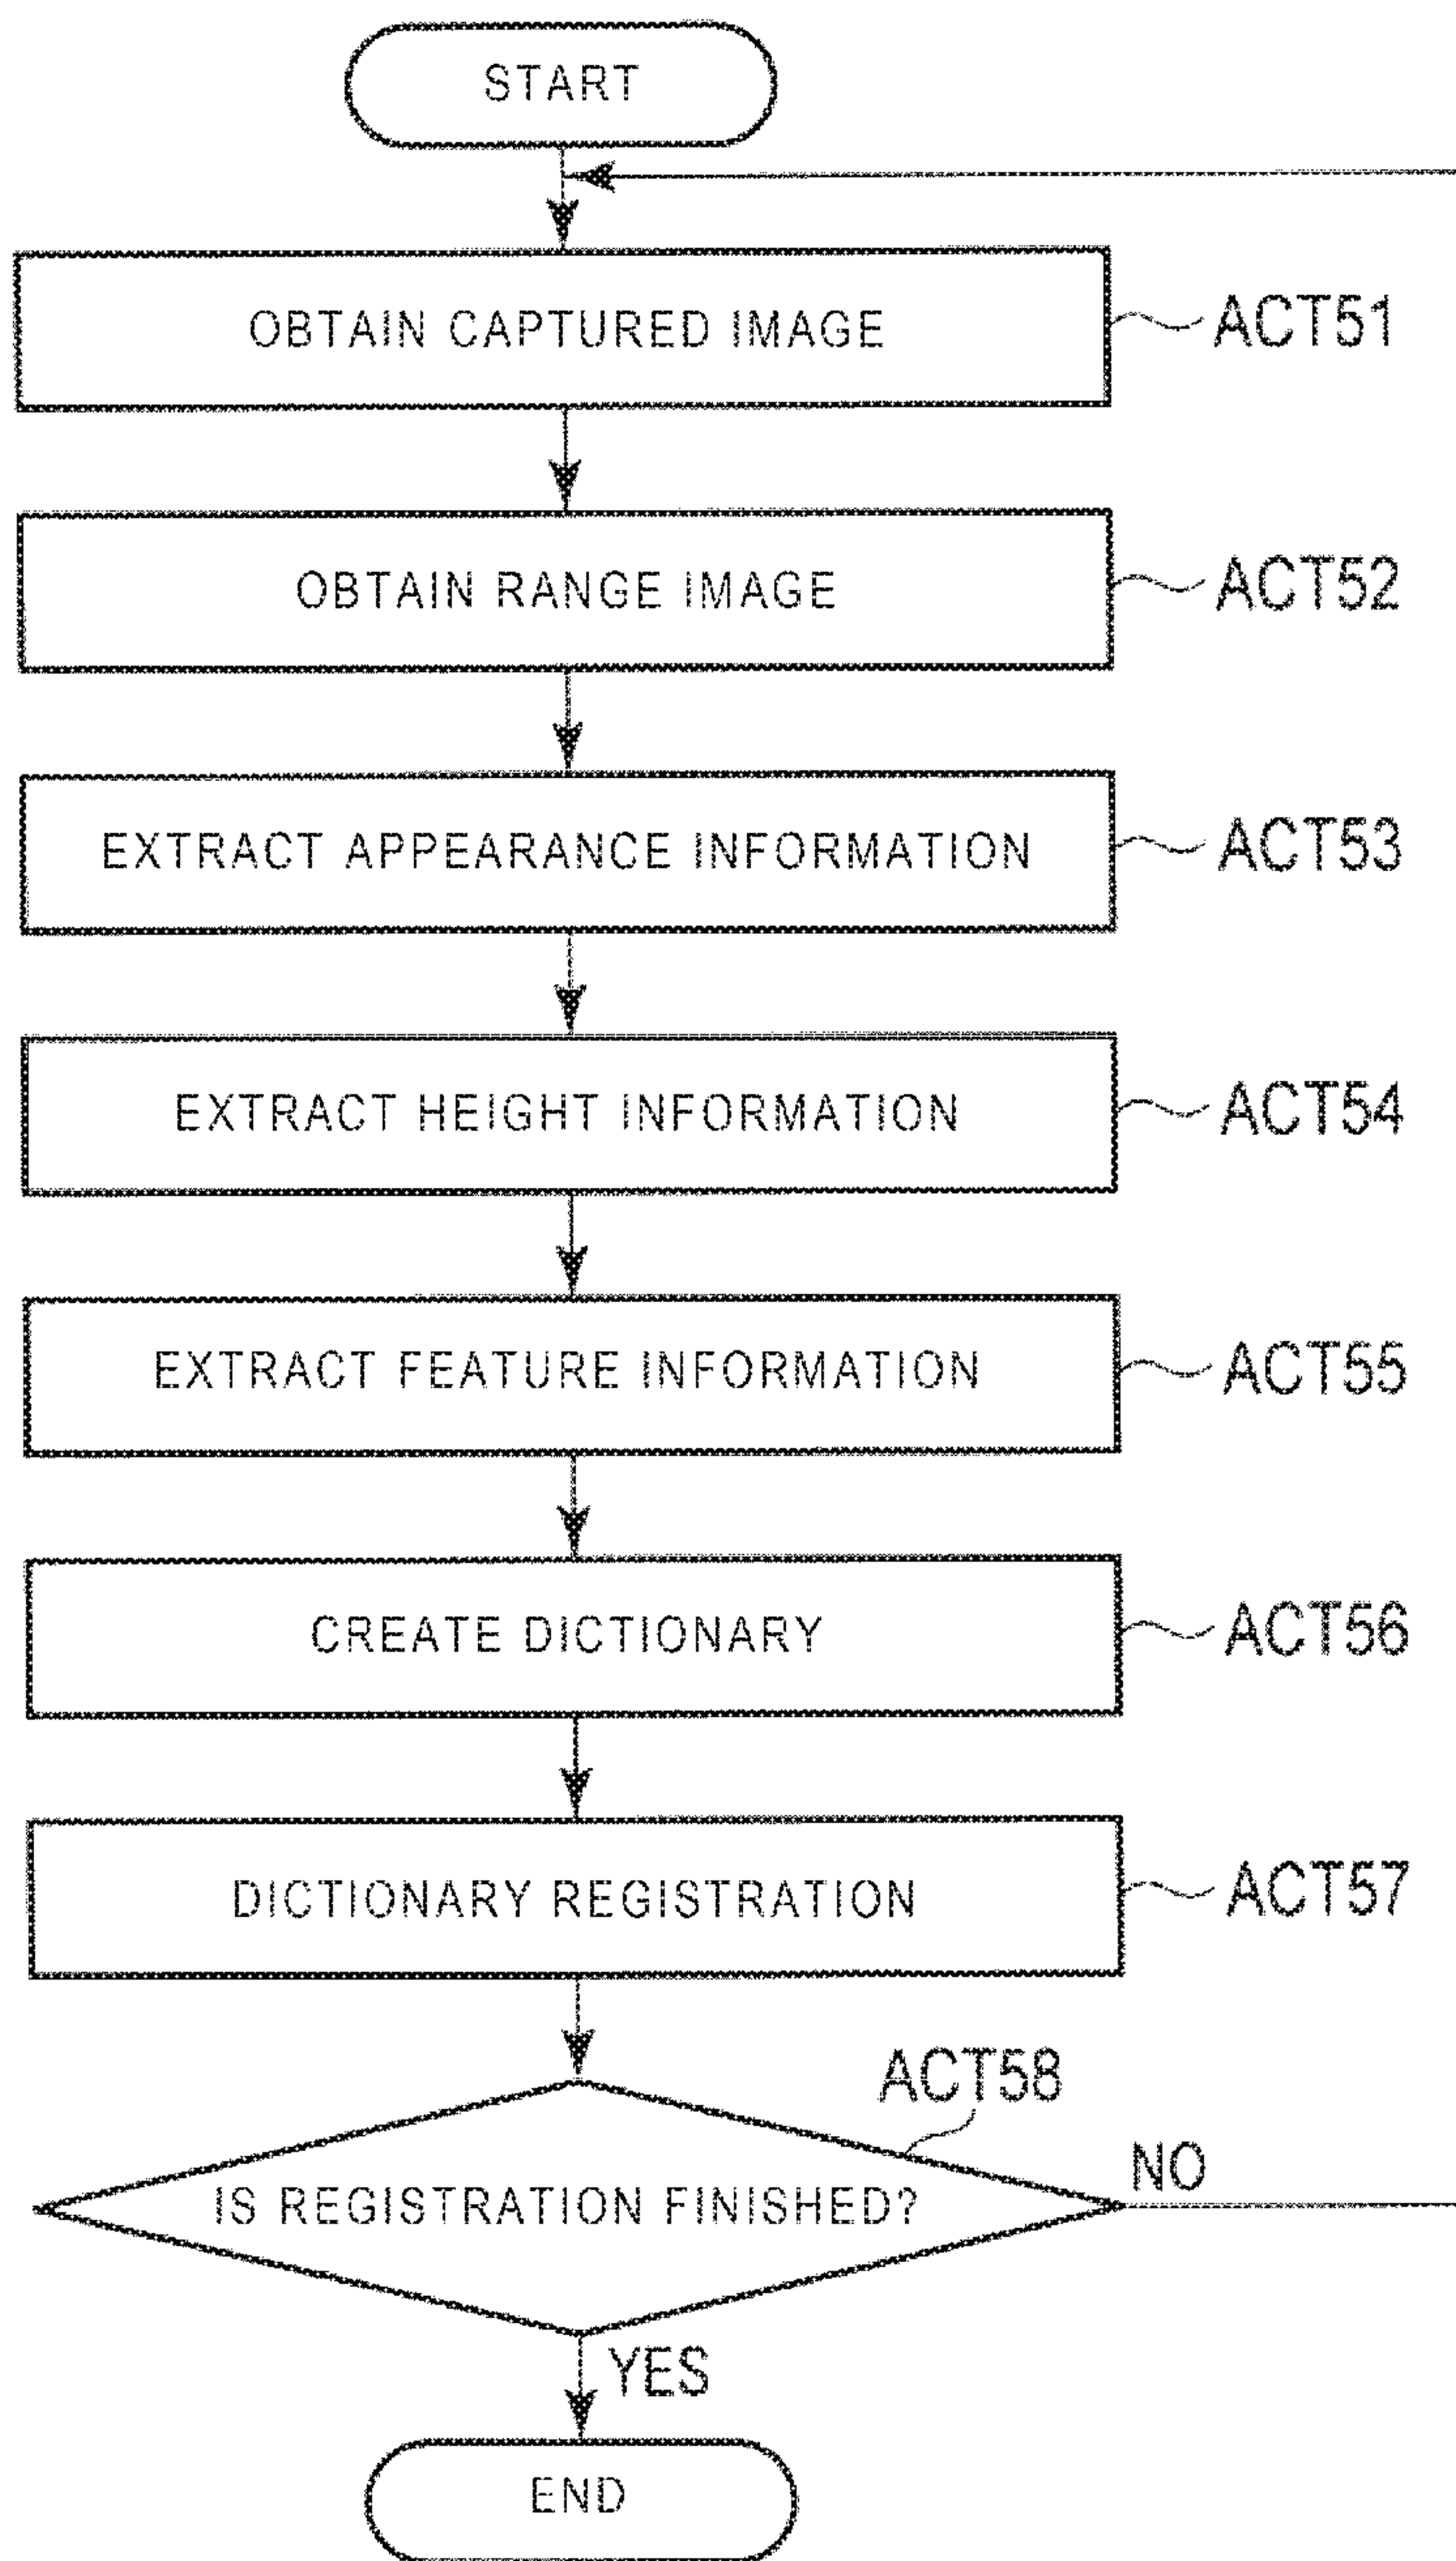 START
OBTAIN CAPTURED IMAGE
ACT51
OBTAIN RANGE IMAGE
ACT52
EXTRACT APPEARANCE INFORMATION
ACT53
EXTRACT HEIGHT INFORMATION
ACT54
EXTRACT FEATURE INFORMATION
ACT55
CREATE DICTIONARY
ACT56
DICTIONARY REGISTRATION
ACT57
ACT58
IS REGISTRATION FINISHED?
NO
YES
END